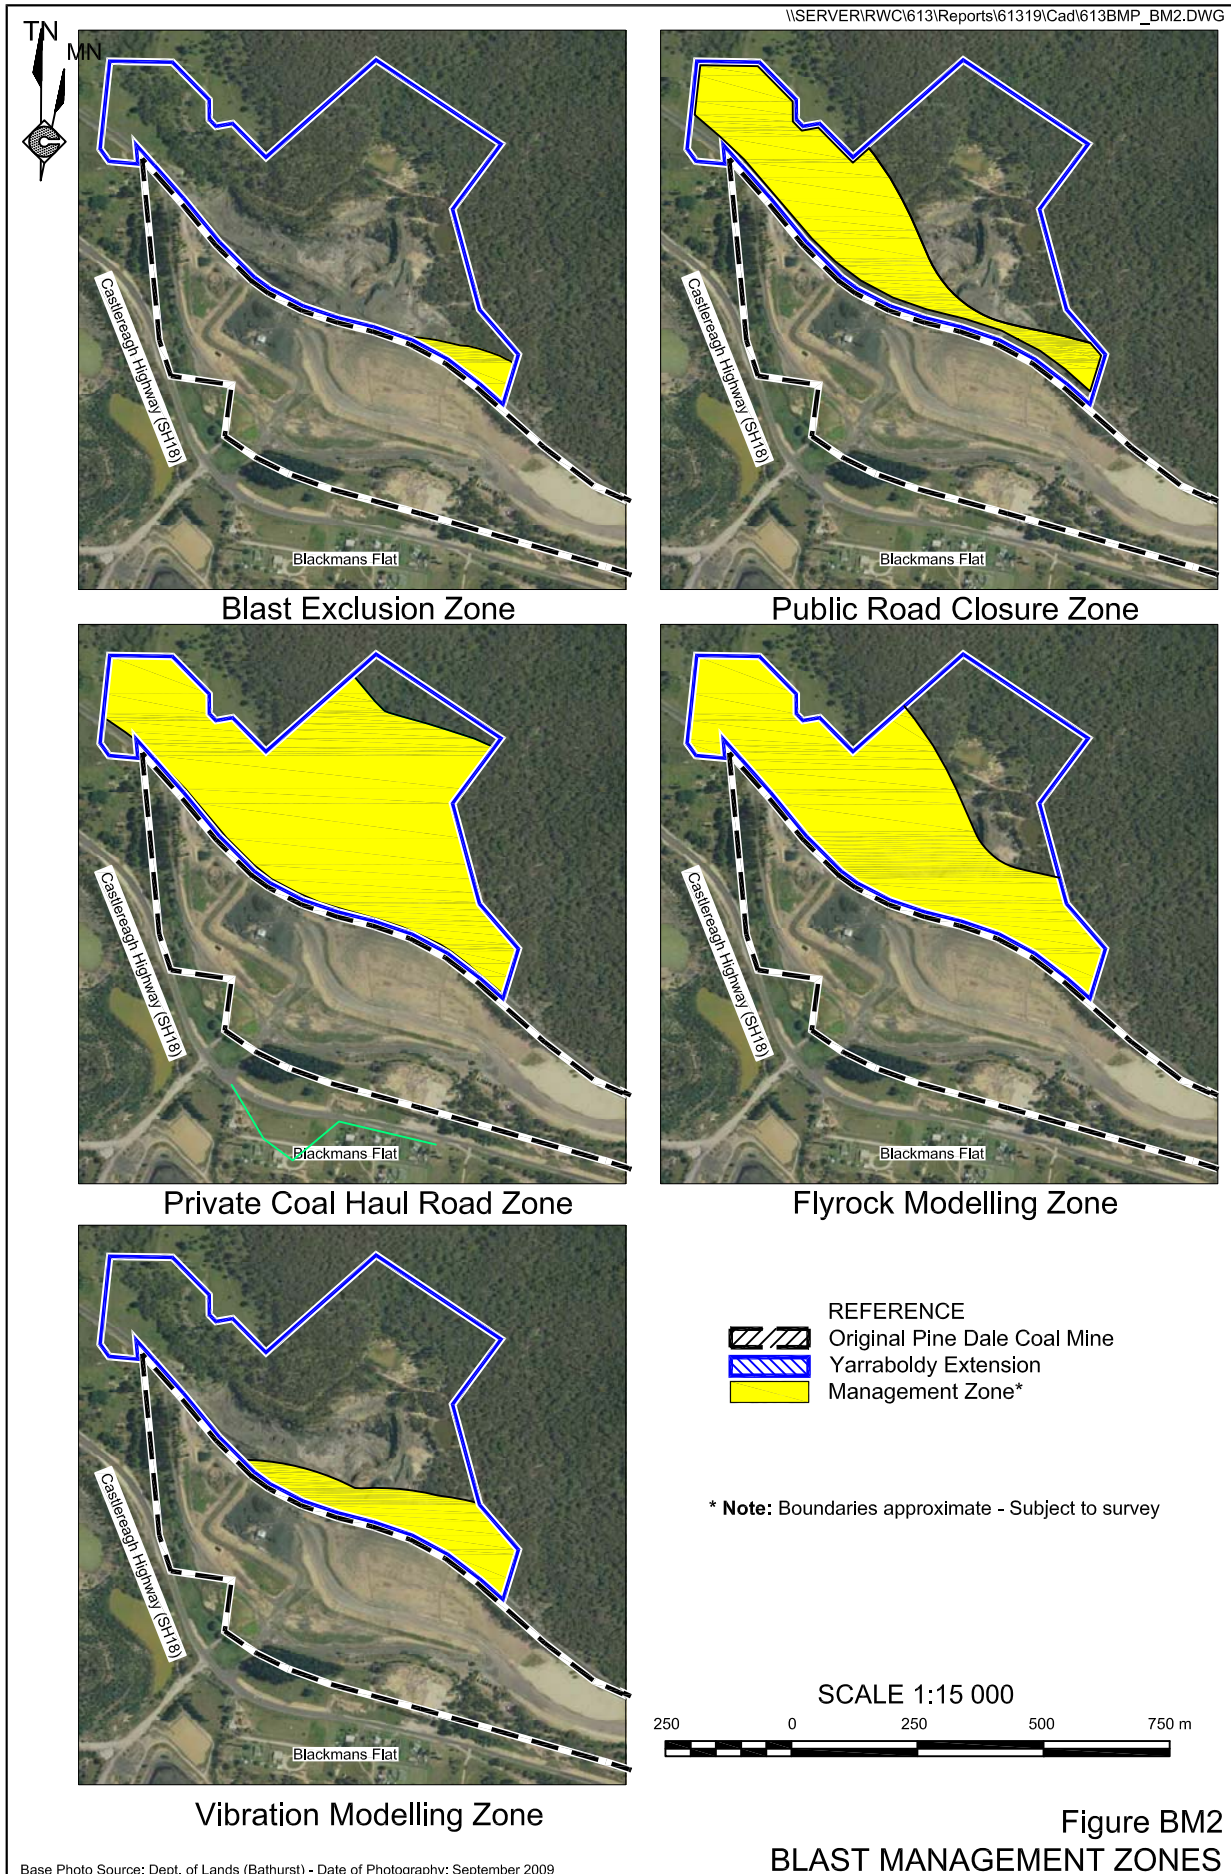 \\SERVER\RWC\613\Reports\61319\Cad\613BMP_BM2.DWG
TN
MN
Castlereagh Highway (SH18)
Blackmans Flat
Blast Exclusion Zone
Castlereagh Highway (SH18)
Blackmans Flat
Public Road Closure Zone
Castlereagh Highway (SH18)
Blackmans Flat
Private Coal Haul Road Zone
Castlereagh Highway (SH18)
Blackmans Flat
Flyrock Modelling Zone
Castlereagh Highway (SH18)
Blackmans Flat
Vibration Modelling Zone
REFERENCE
Original Pine Dale Coal Mine
Yarraboldy Extension
Management Zone*
* Note: Boundaries approximate - Subject to survey
SCALE 1:15 000
250 0 250 500 750 m
Figure BM2
BLAST MANAGEMENT ZONES
Base Photo Source: Dept. of Lands (Bathurst) - Date of Photography: September 2009